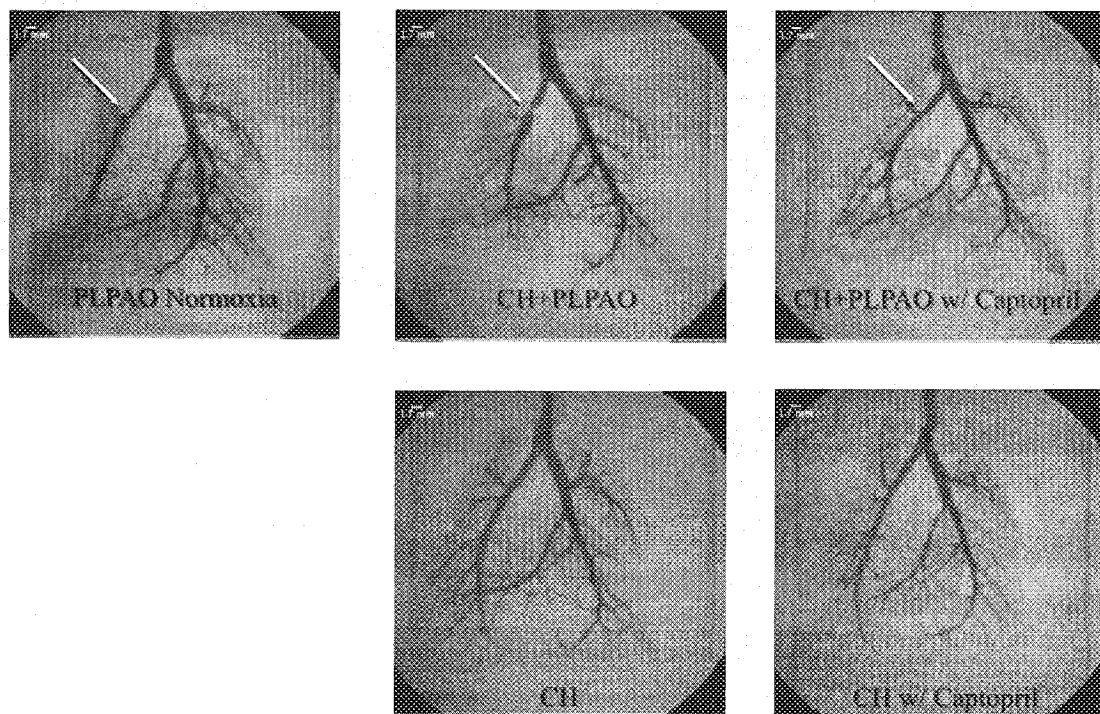 PLPAO Normoxia
CH+PLPAO
CH+PLPAO w/ Captopril
CH
CH w/ Captopril